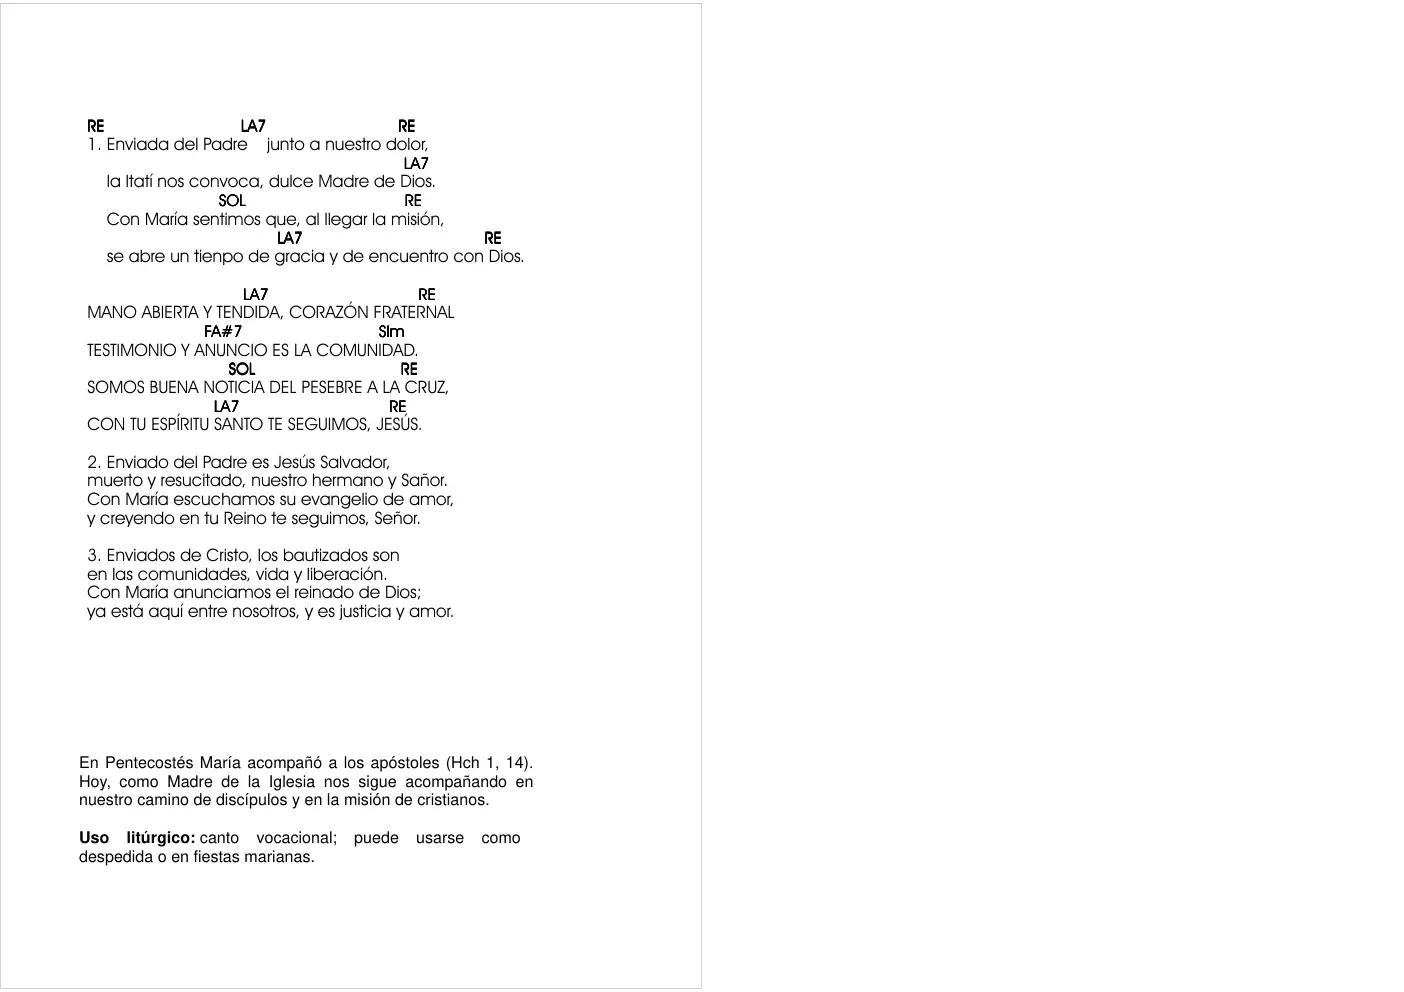 RE LA7 RE
1. Enviada del Padre junto a nuestro dolor,
LA7
la Itatí nos convoca, dulce Madre de Dios.
SOL RE
Con María sentimos que, al llegar la misión,
LA7 RE
se abre un tienpo de gracia y de encuentro con Dios.
LA7 RE
MANO ABIERTA Y TENDIDA, CORAZÓN FRATERNAL
FA#7 SIm
TESTIMONIO Y ANUNCIO ES LA COMUNIDAD.
SOL RE
SOMOS BUENA NOTICIA DEL PESEBRE A LA CRUZ,
LA7 RE
CON TU ESPÍRITU SANTO TE SEGUIMOS, JESÚS.
2. Enviado del Padre es Jesús Salvador,
muerto y resucitado, nuestro hermano y Sañor.
Con María escuchamos su evangelio de amor,
y creyendo en tu Reino te seguimos, Señor.
3. Enviados de Cristo, los bautizados son
en las comunidades, vida y liberación.
Con María anunciamos el reinado de Dios;
ya está aquí entre nosotros, y es justicia y amor.
En Pentecostés María acompañó a los apóstoles (Hch 1, 14).
Hoy, como Madre de la Iglesia nos sigue acompañando en
nuestro camino de discípulos y en la misión de cristianos.
Uso litúrgico: canto vocacional; puede usarse como
despedida o en fiestas marianas.